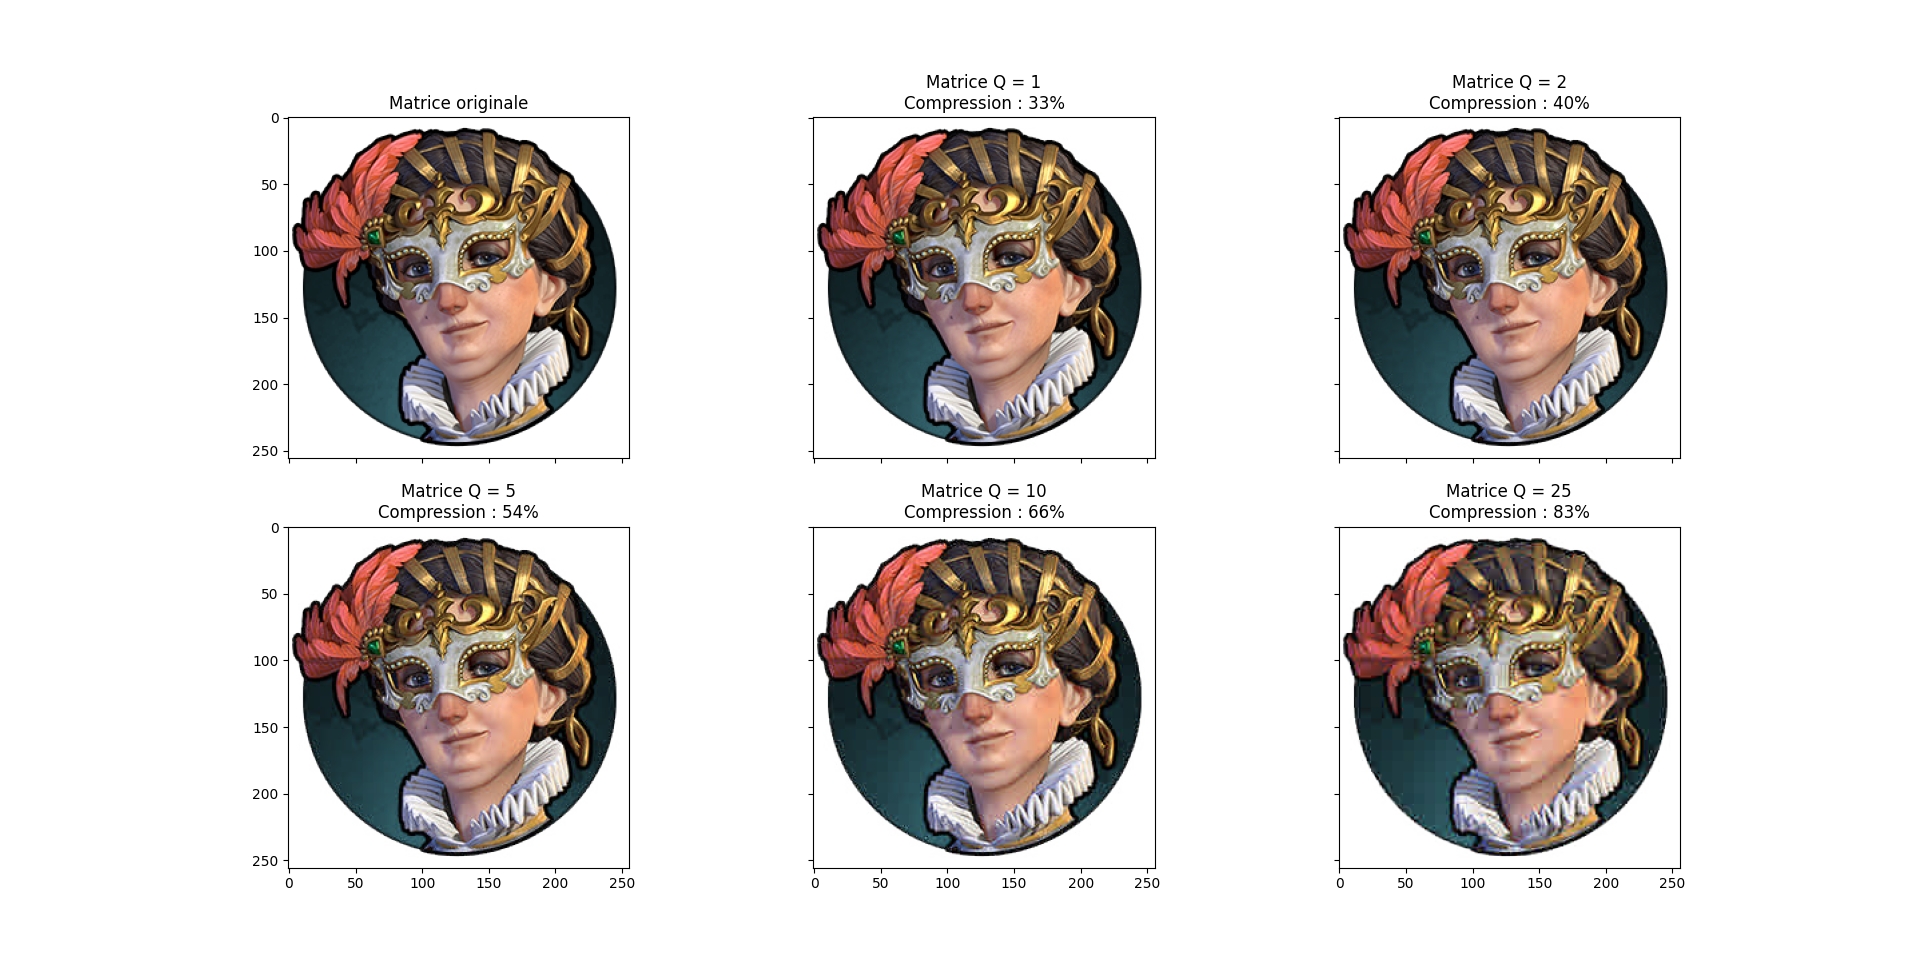 Matrice originale
Matrice Q = 1
Compression : 33%
Matrice Q = 2
Compression : 40%
0
50
100
150
200
250
Matrice Q = 5
Compression : 54%
Matrice Q = 10
Compression : 66%
Matrice Q = 25
Compression : 83%
0
50
100
150
200
250
0 50 100 150 200 250
0 50 100 150 200 250
0 50 100 150 200 250